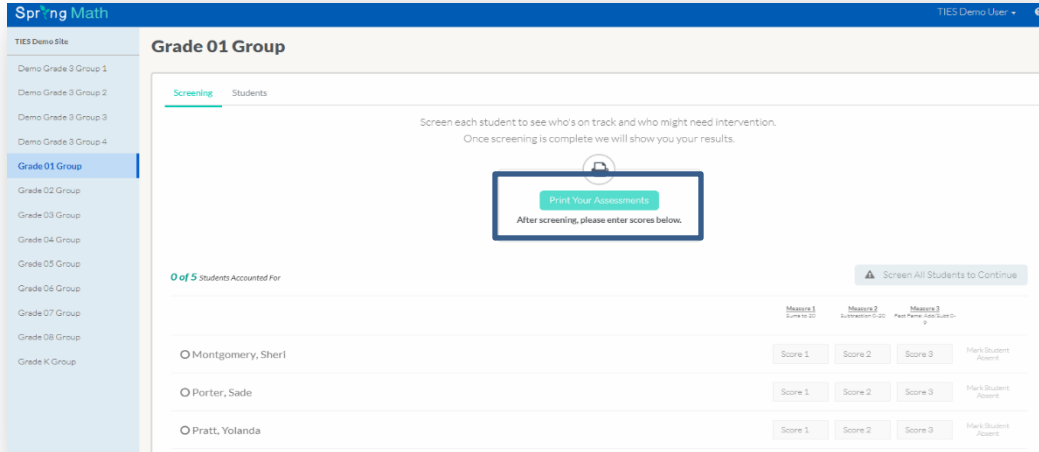 Spring Math
TIES Demo User
TIES Demo Site
Demo Grade 3 Group 1
Demo Grade 3 Group 2
Demo Grade 3 Group 3
Demo Grade 3 Group 4
Grade 01 Group
Grade 02 Group
Grade 03 Group
Grade 04 Group
Grade 05 Group
Grade 06 Group
Grade 07 Group
Grade 08 Group
Grade K Group
Grade 01 Group
Screening Students
Screen each student to see who's on track and who might need intervention.
Once screening is complete we will show you your results.
Print Your Assessments
After screening, please enter scores below.
0 of 5 Students Accounted For
Screen All Students to Continue
Measure 1 Measure 2 Measure 3
Sums to 20 Subtraction 0-20 Fact Fams: Add/Subt 0-
9
Montgomery, Sheri Score 1 Score 2 Score 3 Mark Student
Absent
Porter, Sade Score 1 Score 2 Score 3 Mark Student
Absent
Pratt, Yolanda Score 1 Score 2 Score 3 Mark Student
Absent